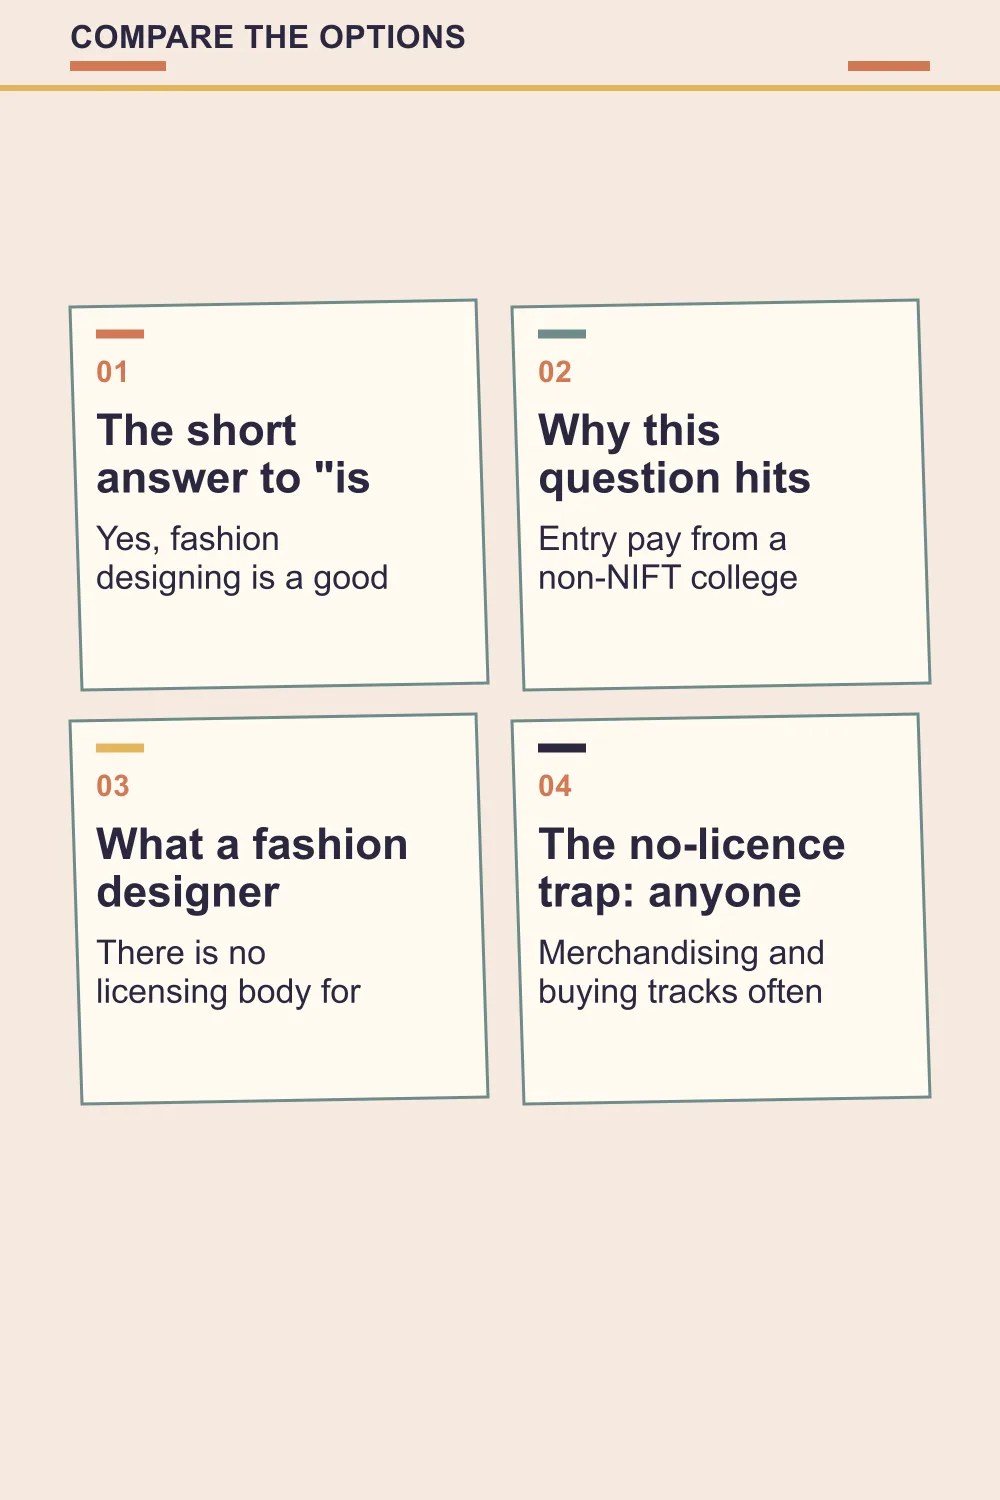 COMPARE THE OPTIONS
01
The short
answer to "is
Yes, fashion
designing is a good
02
Why this
question hits
Entry pay from a
non-NIFT college
03
What a fashion
designer
There is no
licensing body for
04
The no-licence
trap: anyone
Merchandising and
buying tracks often